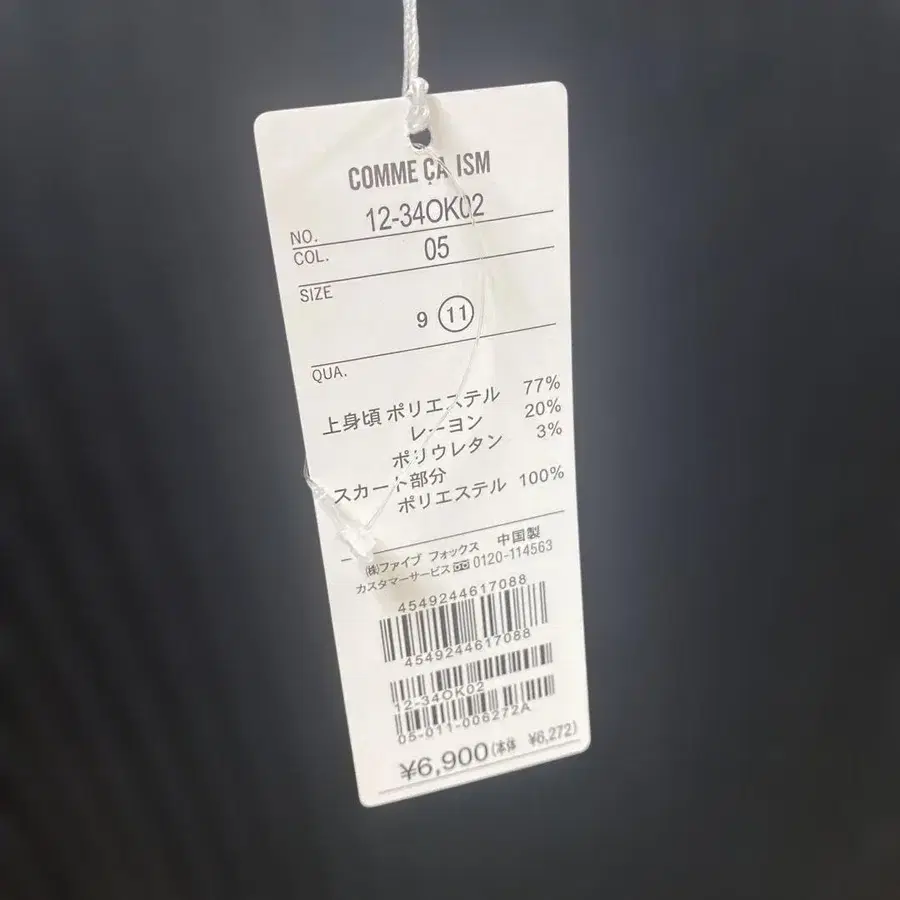 COMME ÇA ISM
NO. 12-34OK02
COL. 05
SIZE
9 11
QUA.
上身頃 ポリエステル 77%
レーヨン 20%
ポリウレタン 3%
スカート部分
ポリエステル 100%
㈱ファイブ フォックス 中国製
カスタマーサービス 0120-114563
4549244617088
4549244617088
12-34OK02
05-011-006272A
¥6,900(本体 ¥6,272)